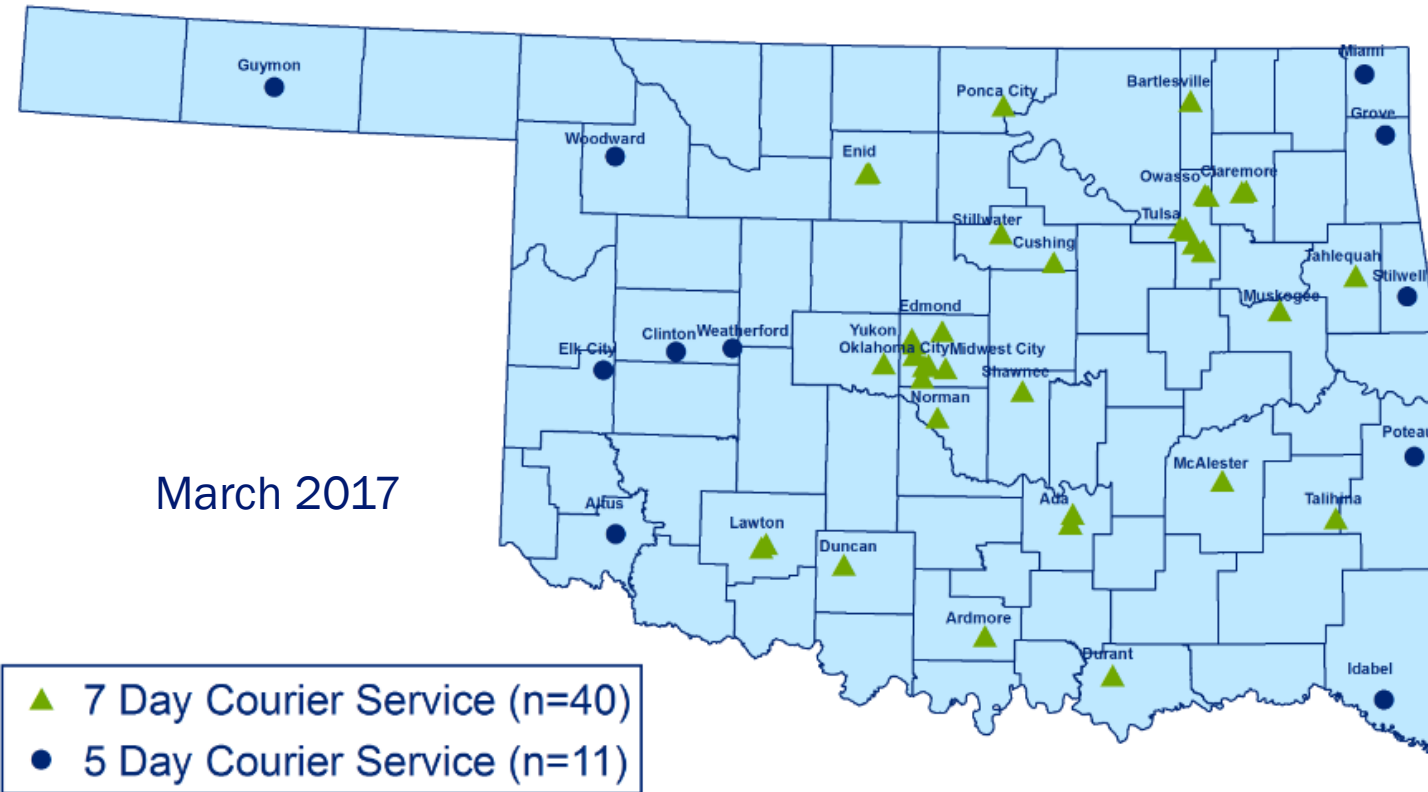 Miami
Guymon
Bartlesville
Ponca City
Grove
Woodward
Enid
Owasso
Claremore
Tulsa
Stillwater
Cushing
Tahlequah
Stilwell
Muskogee
Edmond
Yukon
Clinton
Weatherford
Oklahoma City
Midwest City
Elk City
Shawnee
Norman
Poteau
McAlester
March 2017
Altus
Ada
Talihina
Lawton
Duncan
Ardmore
Durant
Idabel
7 Day Courier Service (n=40)
5 Day Courier Service (n=11)